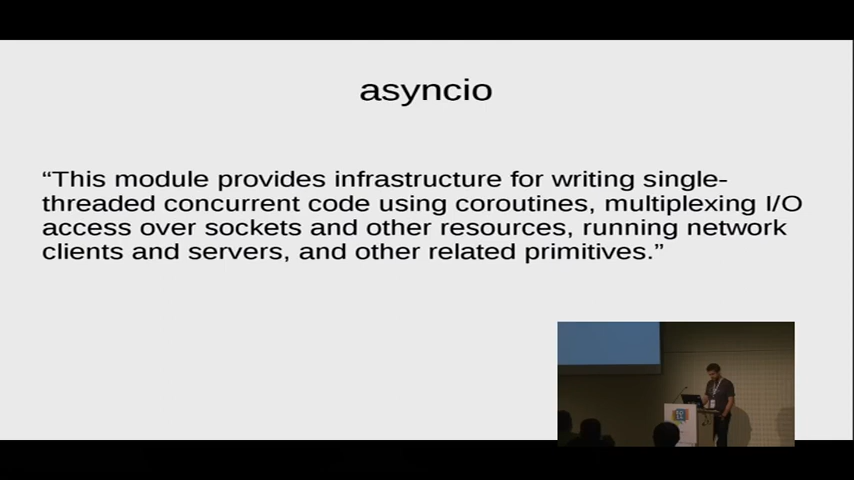 asyncio
“This module provides infrastructure for writing single-
threaded concurrent code using coroutines, multiplexing I/O
access over sockets and other resources, running network
clients and servers, and other related primitives.”